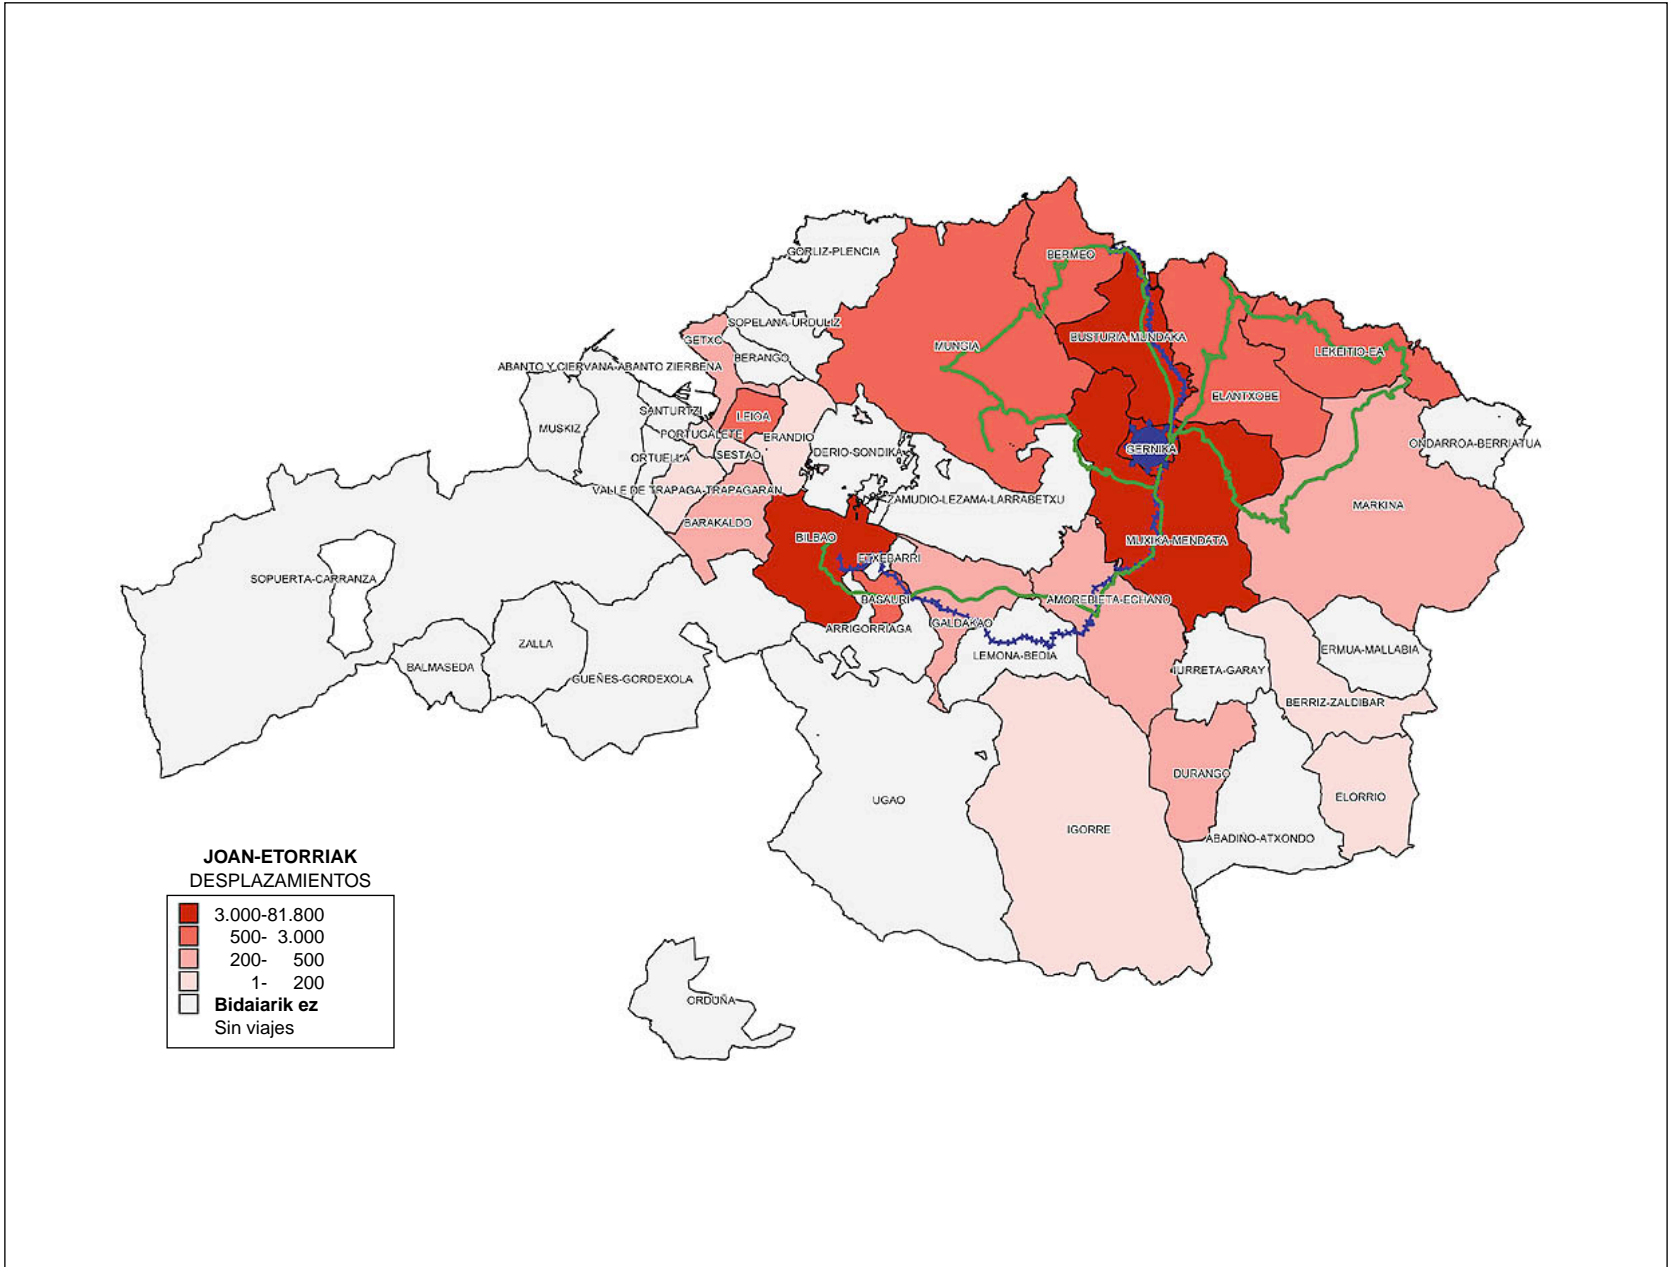 GORLIZ-PLENCIA
BERMEO
SOPELANA-URDULIZ
BUSTURIA-MUNDAKA
GETXO
MUNGIA
LEKEITIO-EA
BERANGO
ABANTO Y CIERVANA-ABANTO ZIERBENA
ELANTXOBE
SANTURTZI
LEIOA
MUSKIZ
PORTUGALETE
ERANDIO
ONDARROA-BERRIATUA
GERNIKA
DERIO-SONDIKA
ORTUELLA
SESTAO
VALLE DE TRAPAGA-TRAPAGARAN
ZAMUDIO-LEZAMA-LARRABETXU
MARKINA
BARAKALDO
BILBAO
MUXIKA-MENDATA
ETXEBARRI
SOPUERTA-CARRANZA
BASAURI
AMOREBIETA-ECHANO
GALDAKAO
ARRIGORRIAGA
ZALLA
ERMUA-MALLABIA
LEMONA-BEDIA
BALMASEDA
IURRETA-GARAY
GUEÑES-GORDEXOLA
BERRIZ-ZALDIBAR
DURANGO
ELORRIO
UGAO
IGORRE
ABADIÑO-ATXONDO
ORDUÑA
JOAN-ETORRIAK
DESPLAZAMIENTOS
3.000-81.800
500- 3.000
200- 500
1- 200
Bidaiarik ez
Sin viajes